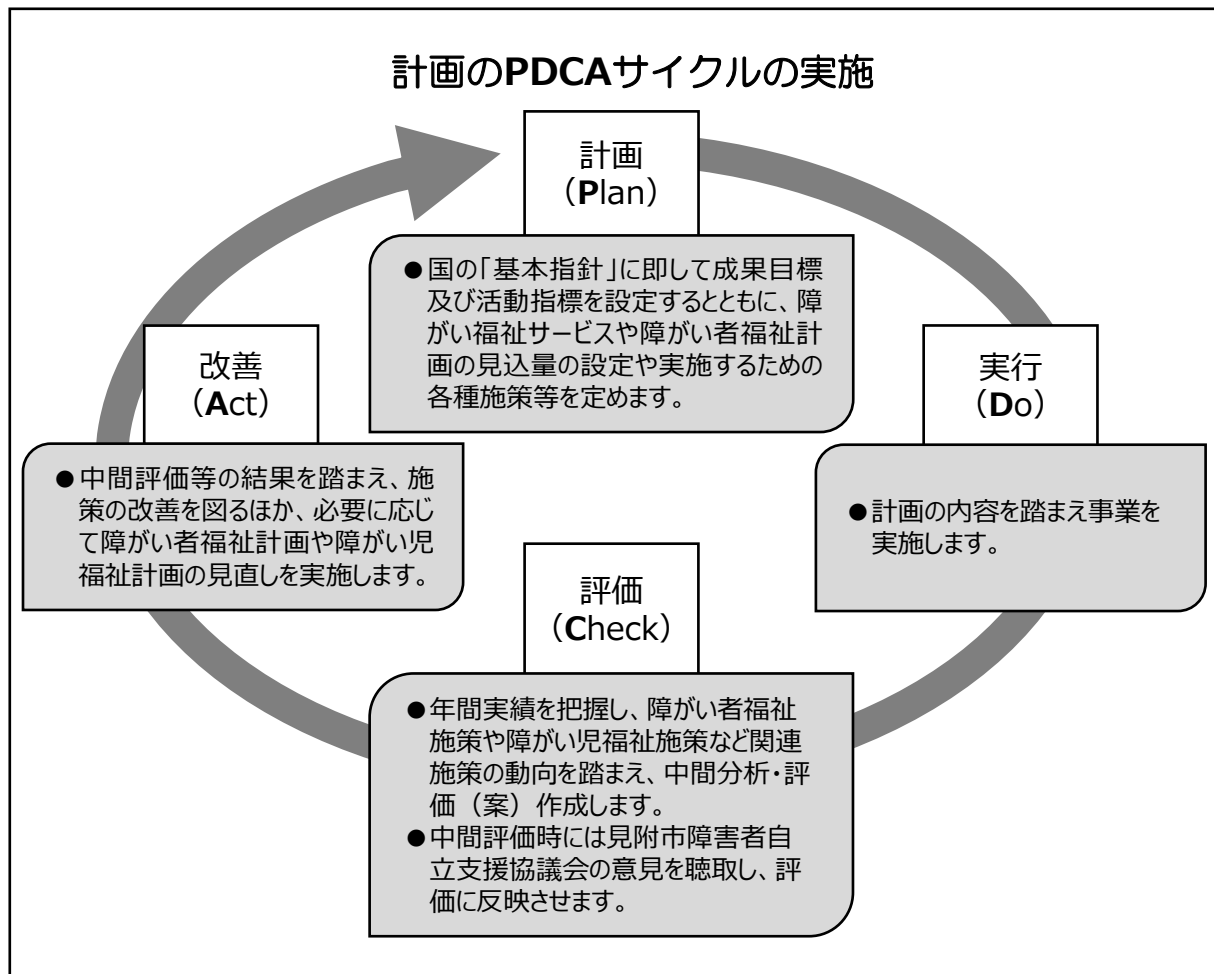 計画のPDCAサイクルの実施
計画
（Plan）
●国の「基本指針」に即して成果目標
及び活動指標を設定するとともに、障
がい福祉サービスや障がい者福祉計
画の見込量の設定や実施するための
各種施策等を定めます。
実行
（Do）
●計画の内容を踏まえ事業を
実施します。
評価
（Check）
●年間実績を把握し、障がい者福祉
施策や障がい児福祉施策など関連
施策の動向を踏まえ、中間分析・評
価（案）作成します。
●中間評価時には見附市障害者自
立支援協議会の意見を聴取し、評
価に反映させます。
改善
（Act）
●中間評価等の結果を踏まえ、施
策の改善を図るほか、必要に応じ
て障がい者福祉計画や障がい児
福祉計画の見直しを実施します。